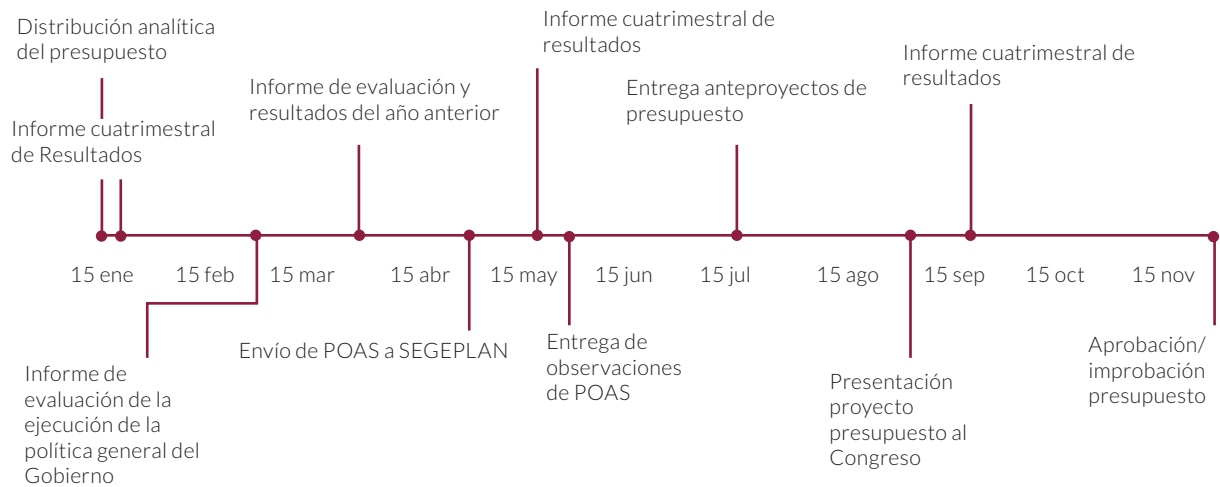 Distribución analítica
del presupuesto
Informe cuatrimestral
de Resultados
Informe de evaluación y
resultados del año anterior
Informe cuatrimestral de
resultados
Entrega anteproyectos de
presupuesto
Informe cuatrimestral de
resultados
15 ene
15 feb
15 mar
15 abr
15 may
15 jun
15 jul
15 ago
15 sep
15 oct
15 nov
Informe de
evaluación de la
ejecución de la
política general del
Gobierno
Envío de POAS a SEGEPLAN
Entrega de
observaciones
de POAS
Presentación
proyecto
presupuesto al
Congreso
Aprobación/
improbación
presupuesto